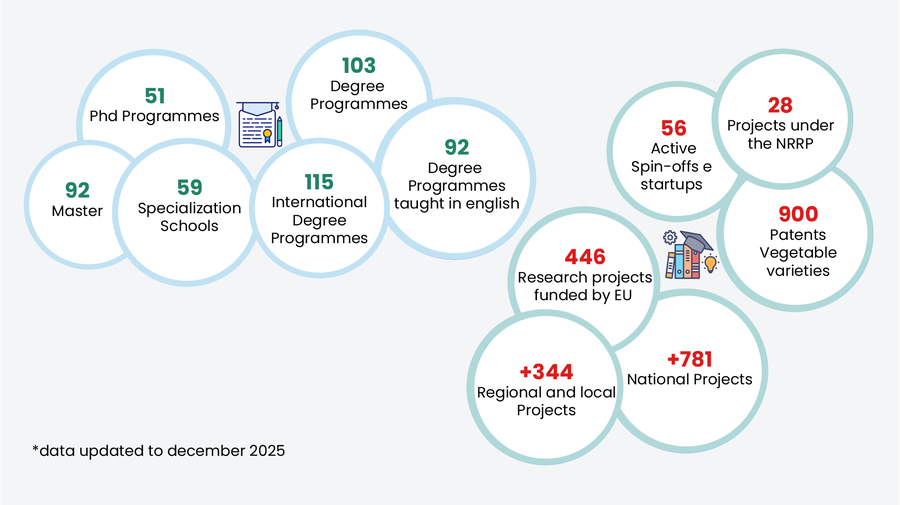 51
Phd Programmes
103
Degree
Programmes
92
Master
59
Specialization
Schools
115
International
Degree
Programmes
92
Degree
Programmes
taught in english
56
Active
Spin-offs e
startups
28
Projects under
the NRRP
900
Patents
Vegetable
varieties
446
Research projects
funded by EU
+344
Regional and local
Projects
+781
National Projects
*data updated to december 2025